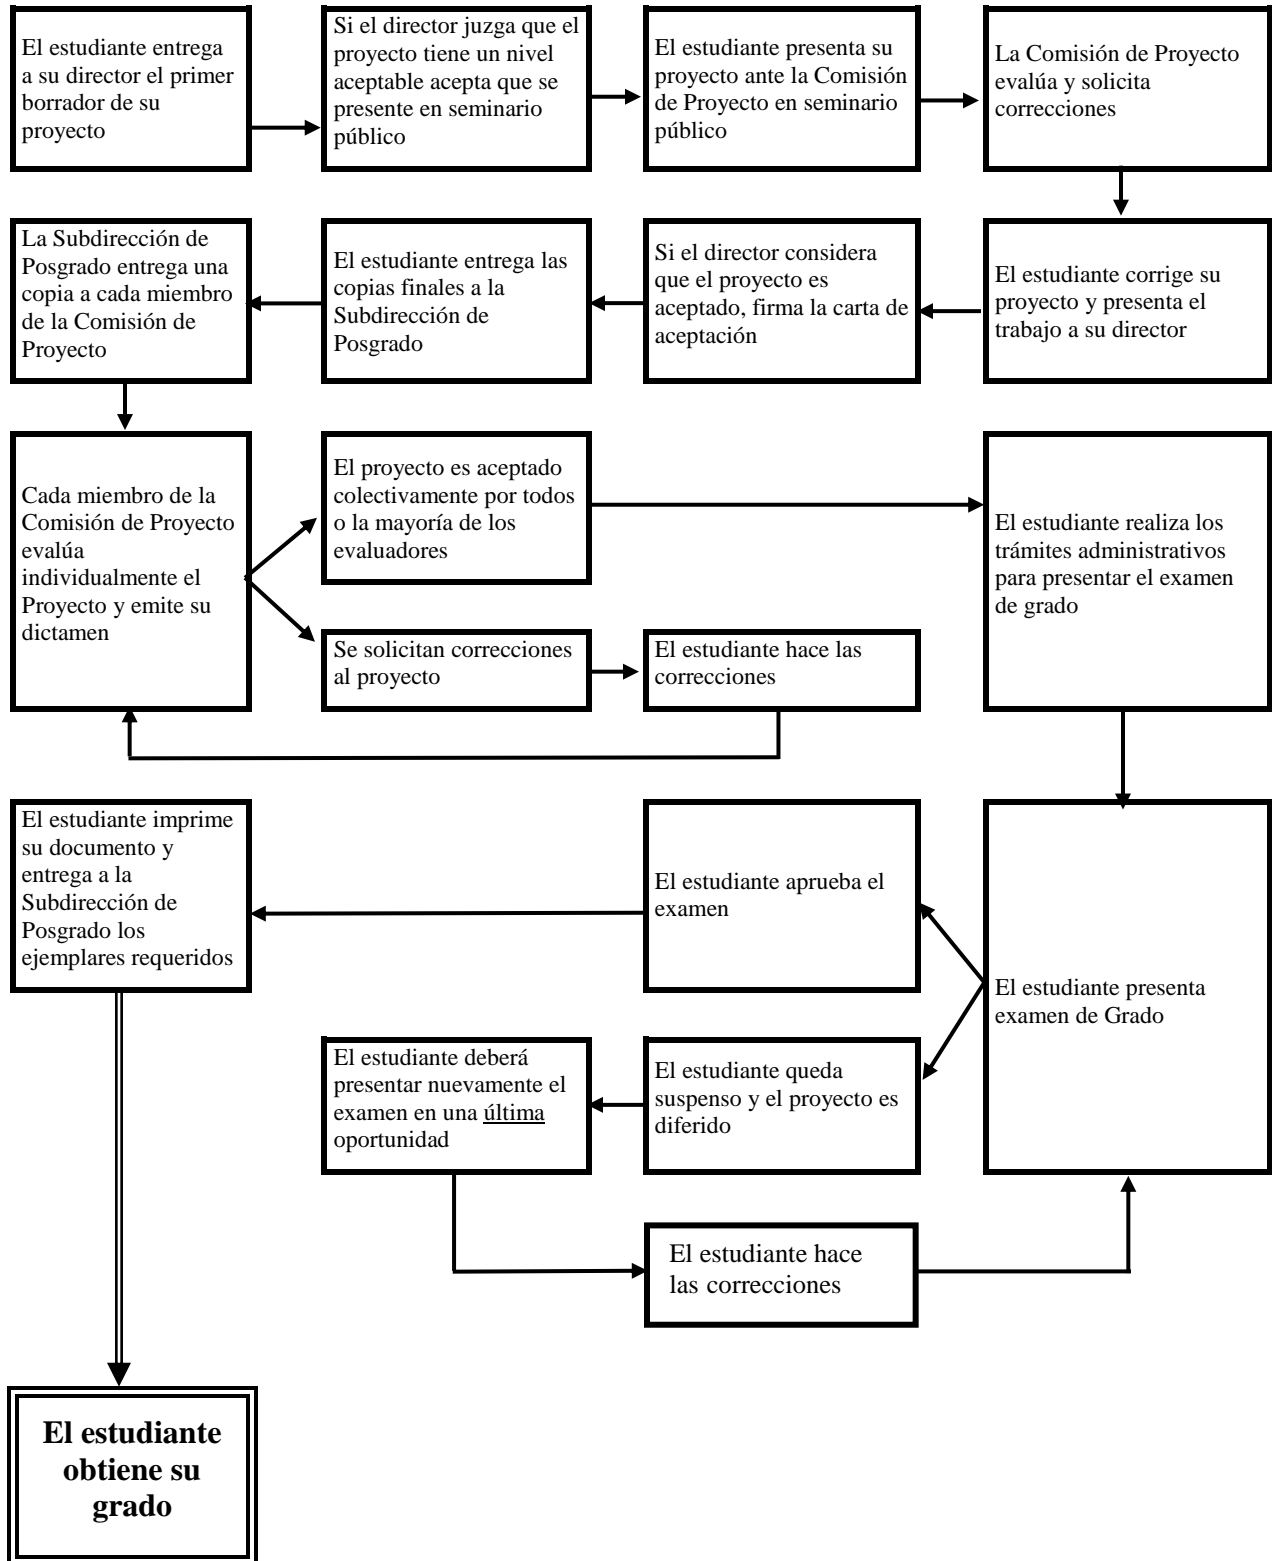 El estudiante entrega
a su director el primer
borrador de su
proyecto
Si el director juzga que el
proyecto tiene un nivel
aceptable acepta que se
presente en seminario
público
El estudiante presenta su
proyecto ante la Comisión
de Proyecto en seminario
público
La Comisión de Proyecto
evalúa y solicita
correcciones
El estudiante corrige su
proyecto y presenta el
trabajo a su director
Si el director considera
que el proyecto es
aceptado, firma la carta de
aceptación
El estudiante entrega las
copias finales a la
Subdirección de
Posgrado
La Subdirección de
Posgrado entrega una
copia a cada miembro
de la Comisión de
Proyecto
Cada miembro de la
Comisión de Proyecto
evalúa
individualmente el
Proyecto y emite su
dictamen
El proyecto es aceptado
colectivamente por todos
o la mayoría de los
evaluadores
Se solicitan correcciones
al proyecto
El estudiante hace las
correcciones
El estudiante realiza los
trámites administrativos
para presentar el examen
de grado
El estudiante presenta
examen de Grado
El estudiante aprueba el
examen
El estudiante imprime
su documento y
entrega a la
Subdirección de
Posgrado los
ejemplares requeridos
El estudiante queda
suspenso y el proyecto es
diferido
El estudiante deberá
presentar nuevamente el
examen en una última
oportunidad
El estudiante hace
las correcciones
El estudiante
obtiene su
grado